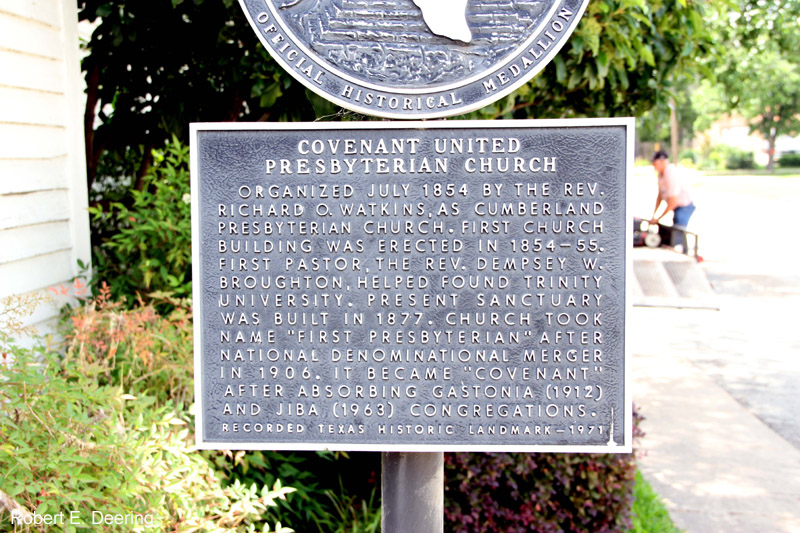 OFFICIAL HISTORICAL MEDALLION
COVENANT UNITED
PRESBYTERIAN CHURCH
ORGANIZED JULY 1854 BY THE REV.
RICHARD O. WATKINS, AS CUMBERLAND
PRESBYTERIAN CHURCH. FIRST CHURCH
BUILDING WAS ERECTED IN 1854-55.
FIRST PASTOR, THE REV. DEMPSEY W.
BROUGHTON, HELPED FOUND TRINITY
UNIVERSITY. PRESENT SANCTUARY
WAS BUILT IN 1877. CHURCH TOOK
NAME "FIRST PRESBYTERIAN" AFTER
NATIONAL DENOMINATIONAL MERGER
IN 1906. IT BECAME "COVENANT"
AFTER ABSORBING GASTONIA (1912)
AND JIBA (1963) CONGREGATIONS.
RECORDED TEXAS HISTORIC LANDMARK-1971
Robert E. Deering